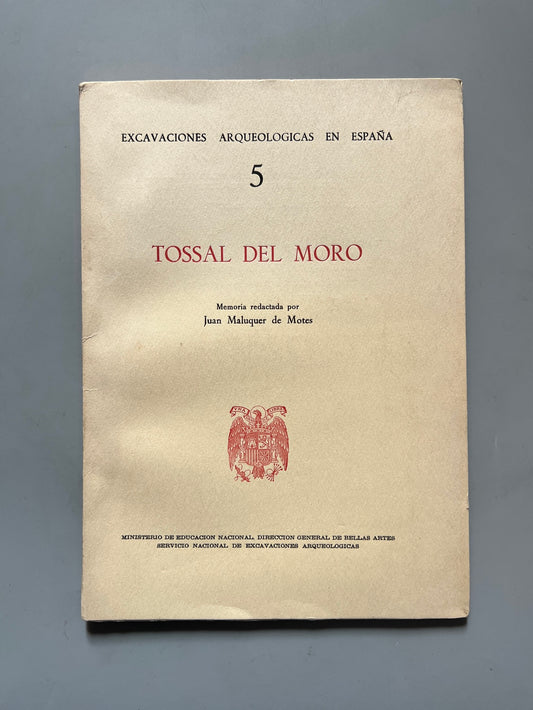 EXCAVACIONES ARQUEOLOGICAS EN ESPAÑA
5
TOSSAL DEL MORO
Memoria redactada por
Juan Maluquer de Motes
MINISTERIO DE EDUCACION NACIONAL. DIRECCION GENERAL DE BELLAS ARTES
SERVICIO NACIONAL DE EXCAVACIONES ARQUEOLOGICAS